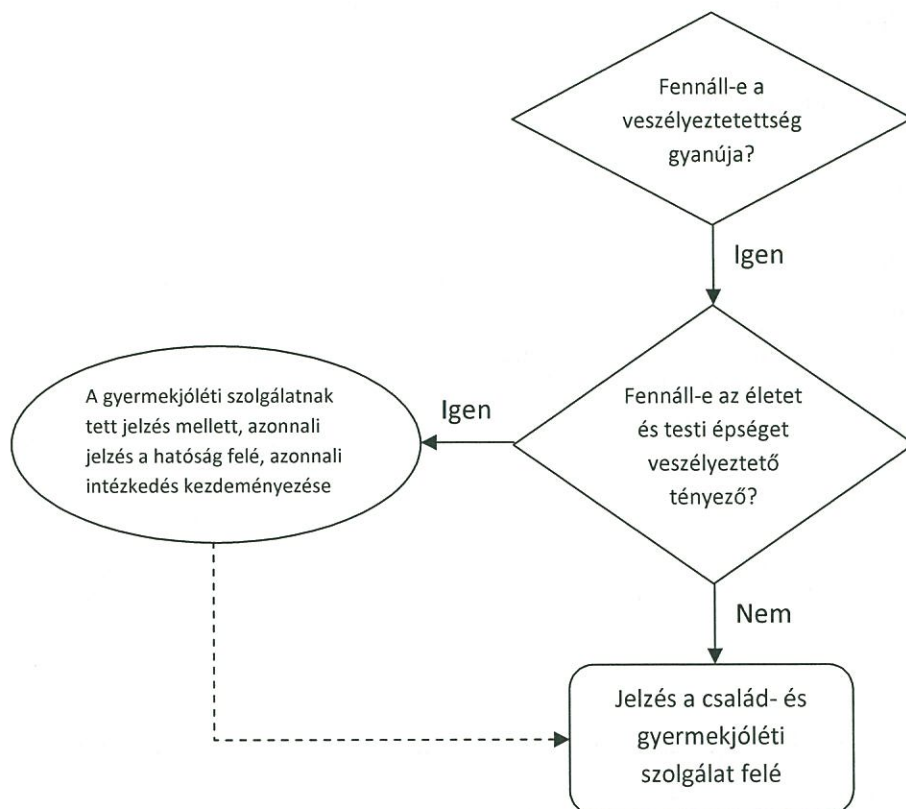 Fennáll-e a
veszélyeztetettség
gyanúja?
Igen
Fennáll-e az életet
és testi épséget
veszélyeztető
tényező?
Igen
A gyermekjóléti szolgálatnak
tett jelzés mellett, azonnali
jelzés a hatóság felé, azonnali
intézkedés kezdeményezése
Nem
Jelzés a család- és
gyermekjóléti
szolgálat felé